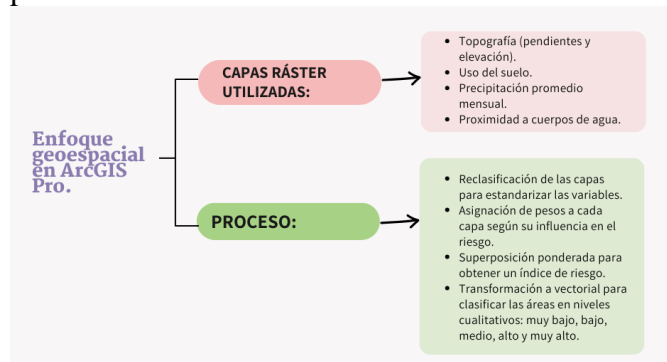 Enfoque
geoespacial
en ArcGIS
Pro.
CAPAS RÁSTER
UTILIZADAS:
• Topografía (pendientes y
elevación).
• Uso del suelo.
• Precipitación promedio
mensual.
• Proximidad a cuerpos de agua.
PROCESO:
• Reclasificación de las capas
para estandarizar las variables.
• Asignación de pesos a cada
capa según su influencia en el
riesgo.
• Superposición ponderada para
obtener un índice de riesgo.
• Transformación a vectorial para
clasificar las áreas en niveles
cualitativos: muy bajo, bajo,
medio, alto y muy alto.